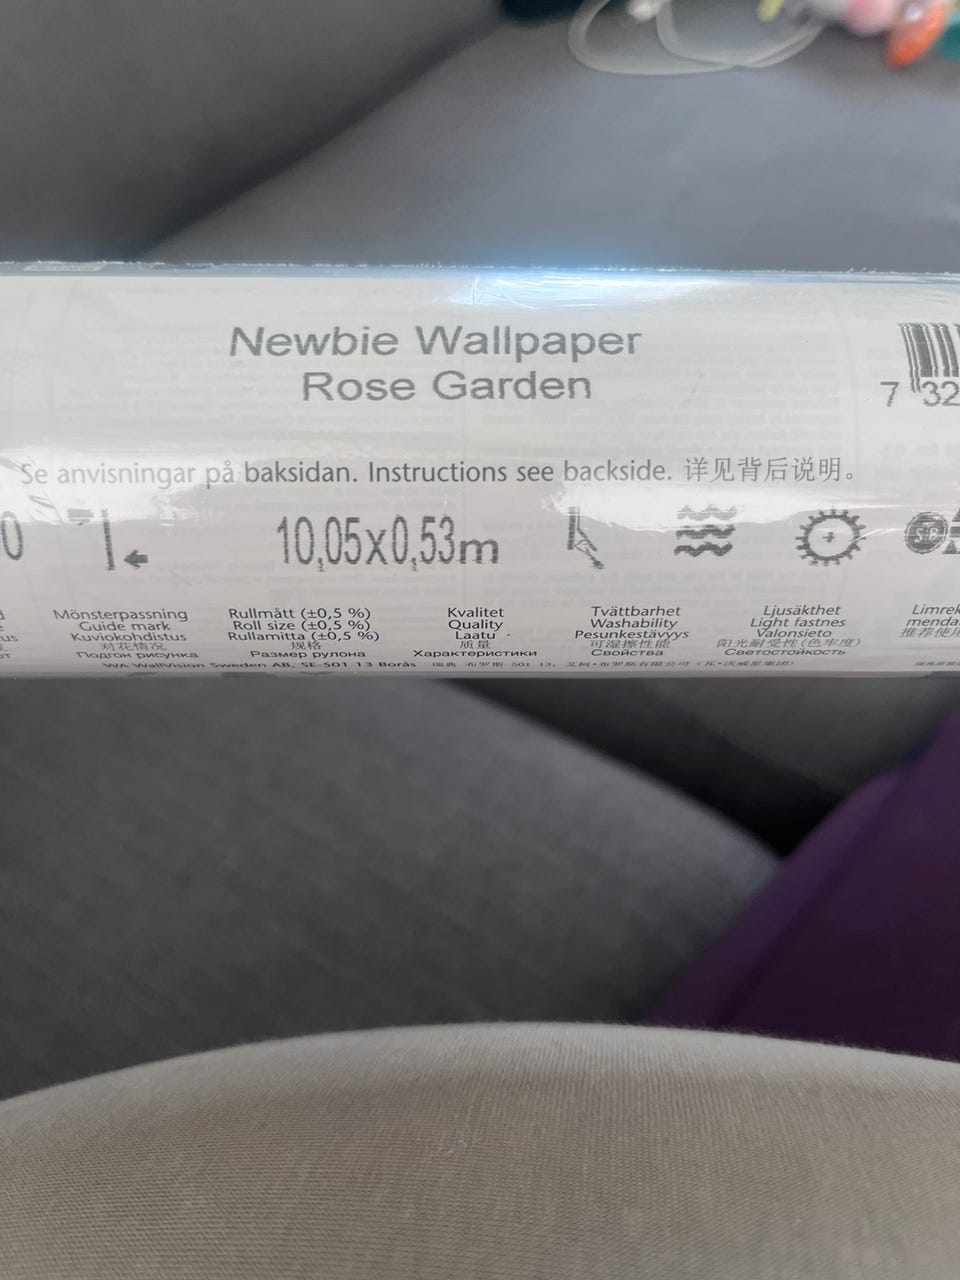 Newbie Wallpaper
Rose Garden
7 32
Se anvisningar på baksidan. Instructions see backside. 详见背后说明。
0
10,05x0,53m
Mönsterpassning
Guide mark
Kuviokohdistus
对花情况
Подгон рисунка
Rullmått (±0,5 %)
Roll size (±0,5 %)
Rullamitta (±0,5 %)
规格
Размер рулона
Kvalitet
Quality
Laatu
质量
Характеристики
Tvättbarhet
Washability
Pesunkestävyys
可湿擦性能
Свойства
Ljusäkthet
Light fastnes
Valonsieto
阳光耐受性(色牢度)
Светостойкость
Limrek
menda
推荐使用
WA WallVision Sweden AB, SE-501 13 Borås